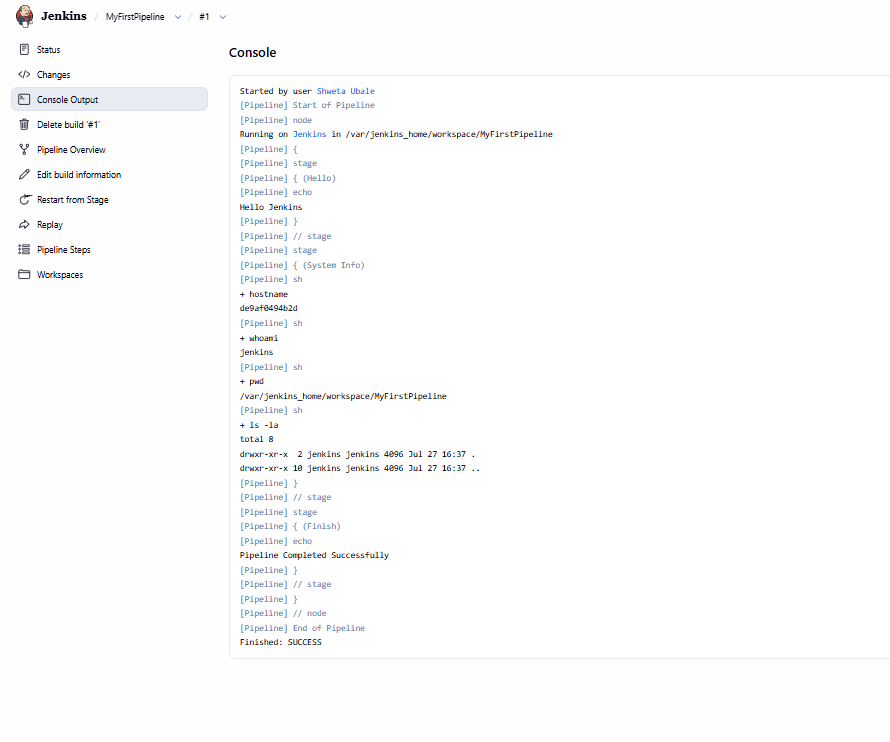 Jenkins / MyFirstPipeline / #1
Status
Changes
Console Output
Delete build ‘#1’
Pipeline Overview
Edit build information
Restart from Stage
Replay
Pipeline Steps
Workspaces
Console
Started by user Shweta Ubale
[Pipeline] Start of Pipeline
[Pipeline] node
Running on Jenkins in /var/jenkins_home/workspace/MyFirstPipeline
[Pipeline] {
[Pipeline] stage
[Pipeline] { (Hello)
[Pipeline] echo
Hello Jenkins
[Pipeline] }
[Pipeline] // stage
[Pipeline] stage
[Pipeline] { (System Info)
[Pipeline] sh
+ hostname
de9af0494b2d
[Pipeline] sh
+ whoami
jenkins
[Pipeline] sh
+ pwd
/var/jenkins_home/workspace/MyFirstPipeline
[Pipeline] sh
+ ls -la
total 8
drwxr-xr-x  2 jenkins jenkins 4096 Jul 27 16:37 .
drwxr-xr-x 10 jenkins jenkins 4096 Jul 27 16:37 ..
[Pipeline] }
[Pipeline] // stage
[Pipeline] stage
[Pipeline] { (Finish)
[Pipeline] echo
Pipeline Completed Successfully
[Pipeline] }
[Pipeline] // stage
[Pipeline] }
[Pipeline] // node
[Pipeline] End of Pipeline
Finished: SUCCESS